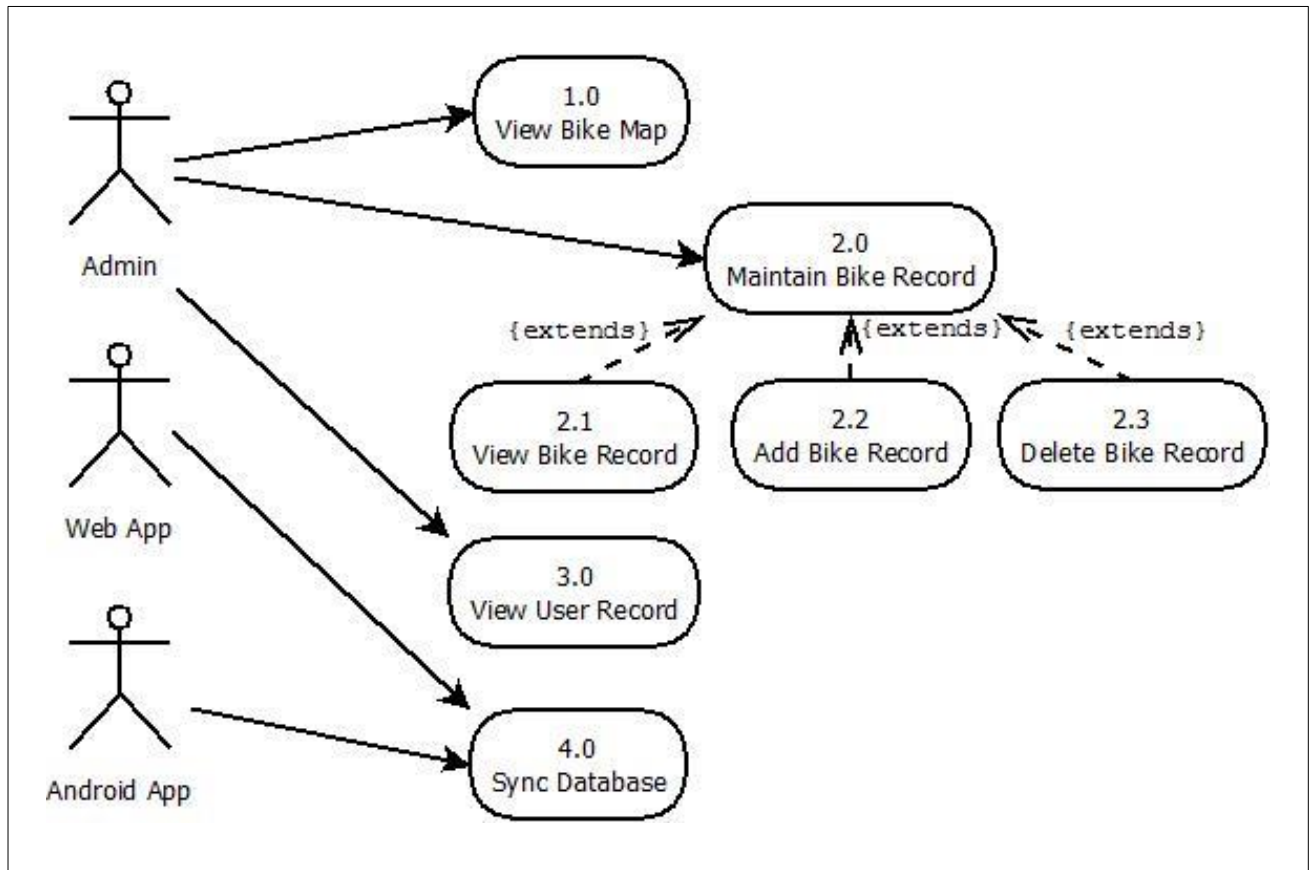 1.0
View Bike Map
Admin
2.0
Maintain Bike Record
{extends}
{extends}
{extends}
2.1
View Bike Record
2.2
Add Bike Record
2.3
Delete Bike Record
Web App
3.0
View User Record
Android App
4.0
Sync Database